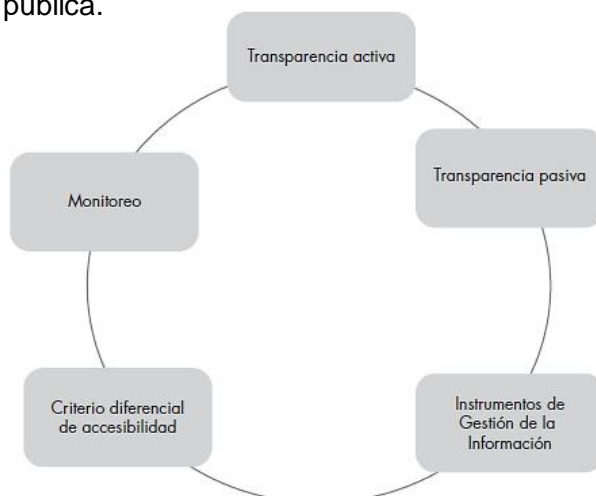 pública.
Transparencia activa
Transparencia pasiva
Monitoreo
Criterio diferencial
de accesibilidad
Instrumentos de
Gestión de la
Información